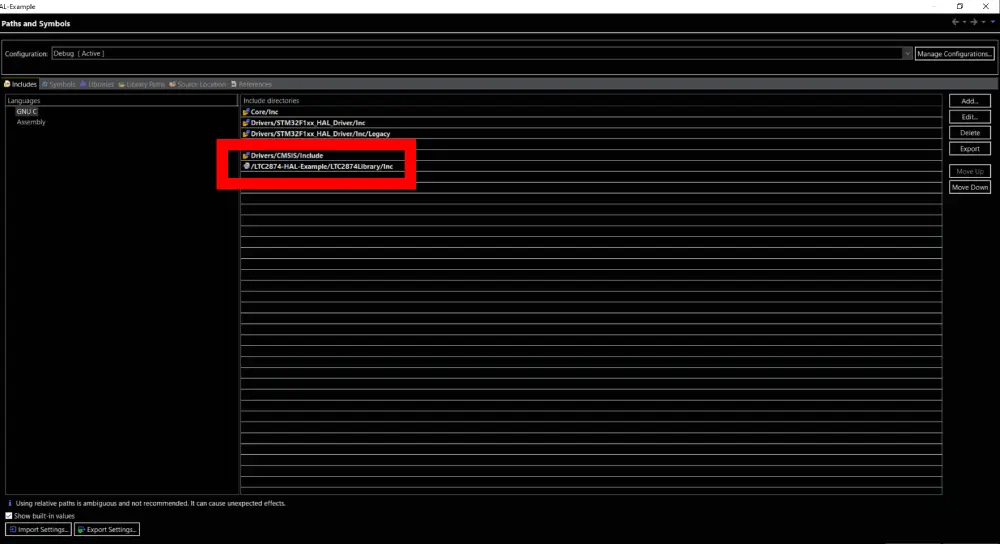 AL-Example
Paths and Symbols
Configuration: Debug [ Active ]
Manage Configurations...
Includes Symbols Libraries Library Paths Source Location References
Languages
GNU C
Assembly
Include directories
Core/Inc
Drivers/STM32F1xx_HAL_Driver/Inc
Drivers/STM32F1xx_HAL_Driver/Inc/Legacy
Drivers/CMSIS/Include
/LTC2874-HAL-Example/LTC2874Library/Inc
Add...
Edit...
Delete
Export
Move Up
Move Down
Using relative paths is ambiguous and not recommended. It can cause unexpected effects.
Show built-in values
Import Settings...
Export Settings...